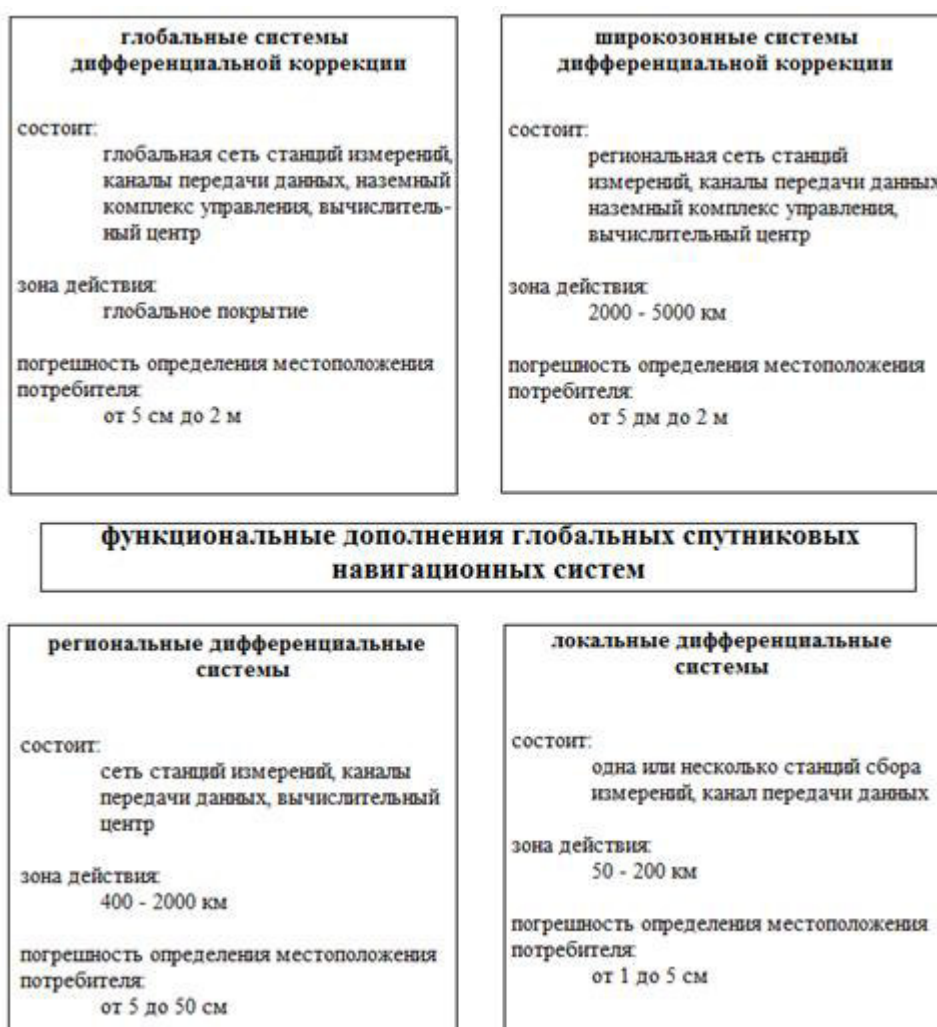 глобальные системы
дифференциальной коррекции
состоит:
глобальная сеть станций измерений,
каналы передачи данных, наземный
комплекс управления, вычислитель-
ный центр
зона действия:
глобальное покрытие
погрешность определения местоположения
потребителя:
от 5 см до 2 м
широкозонные системы
дифференциальной коррекции
состоит:
региональная сеть станций
измерений, каналы передачи данных
наземный комплекс управления,
вычислительный центр
зона действия:
2000 - 5000 км
погрешность определения местоположения
потребителя:
от 5 дм до 2 м
функциональные дополнения глобальных спутниковых
навигационных систем
региональные дифференциальные
системы
состоит:
сеть станций измерений, каналы
передачи данных, вычислительный
центр
зона действия:
400 - 2000 км
погрешность определения местоположения
потребителя:
от 5 до 50 см
локальные дифференциальные
системы
состоит:
одна или несколько станций сбора
измерений, канал передачи данных
зона действия:
50 - 200 км
погрешность определения местоположения
потребителя:
от 1 до 5 см